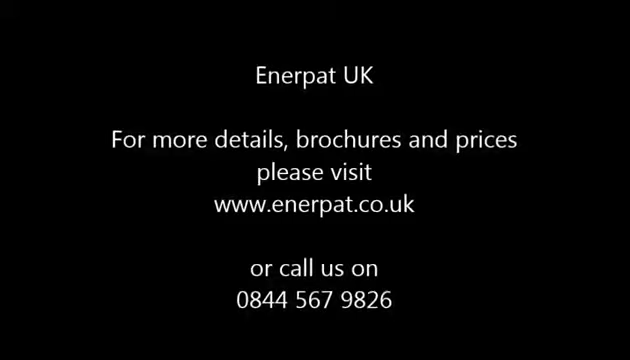 Enerpat UK
For more details, brochures and prices
please visit
www.enerpat.co.uk
or call us on
0844 567 9826